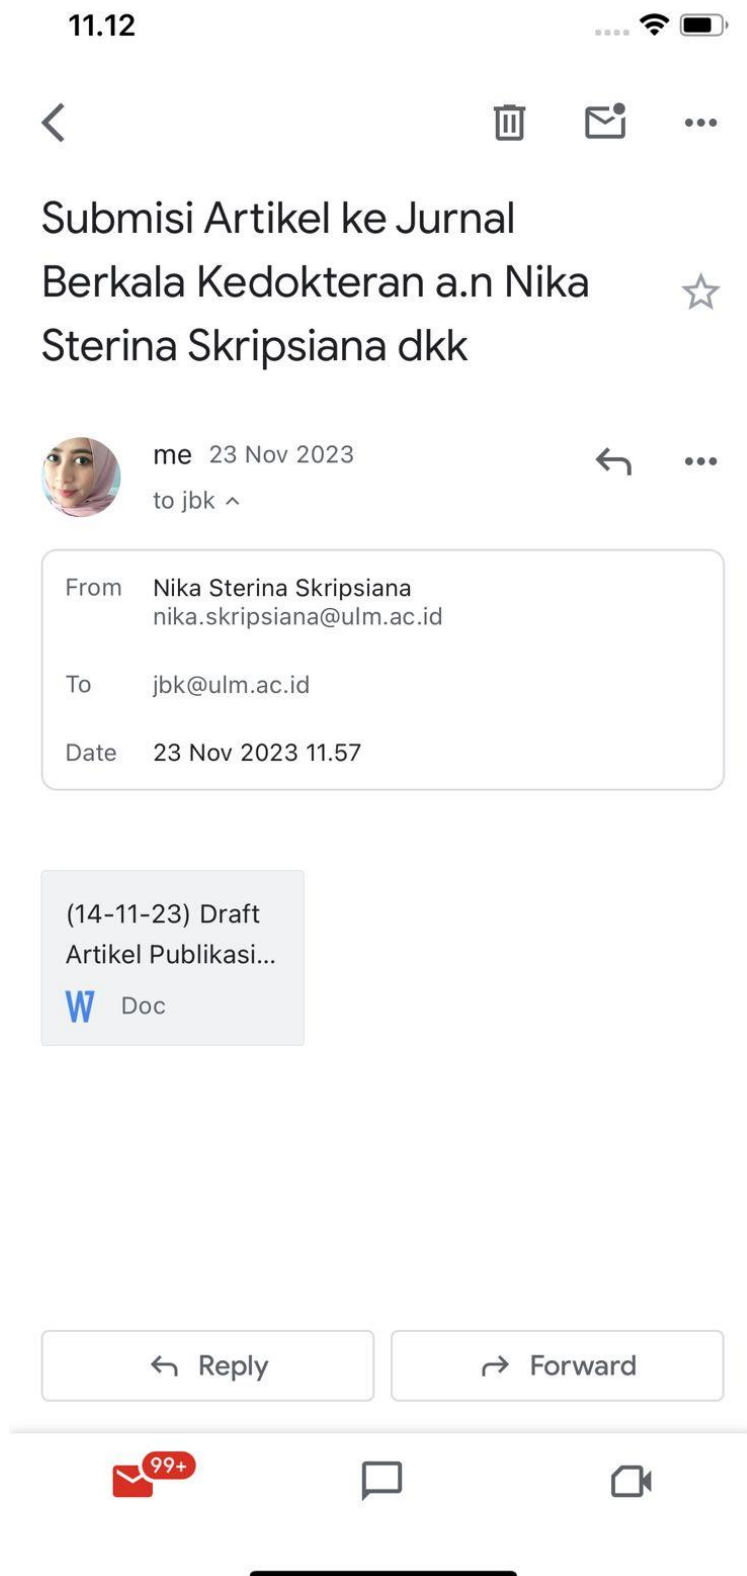 11.12
Submisi Artikel ke Jurnal
Berkala Kedokteran a.n Nika
Sterina Skripsiana dkk
me 23 Nov 2023
to jbk
From Nika Sterina Skripsiana
nika.skripsiana@ulm.ac.id
To jbk@ulm.ac.id
Date 23 Nov 2023 11.57
(14-11-23) Draft
Artikel Publikasi...
W Doc
Reply Forward
99+